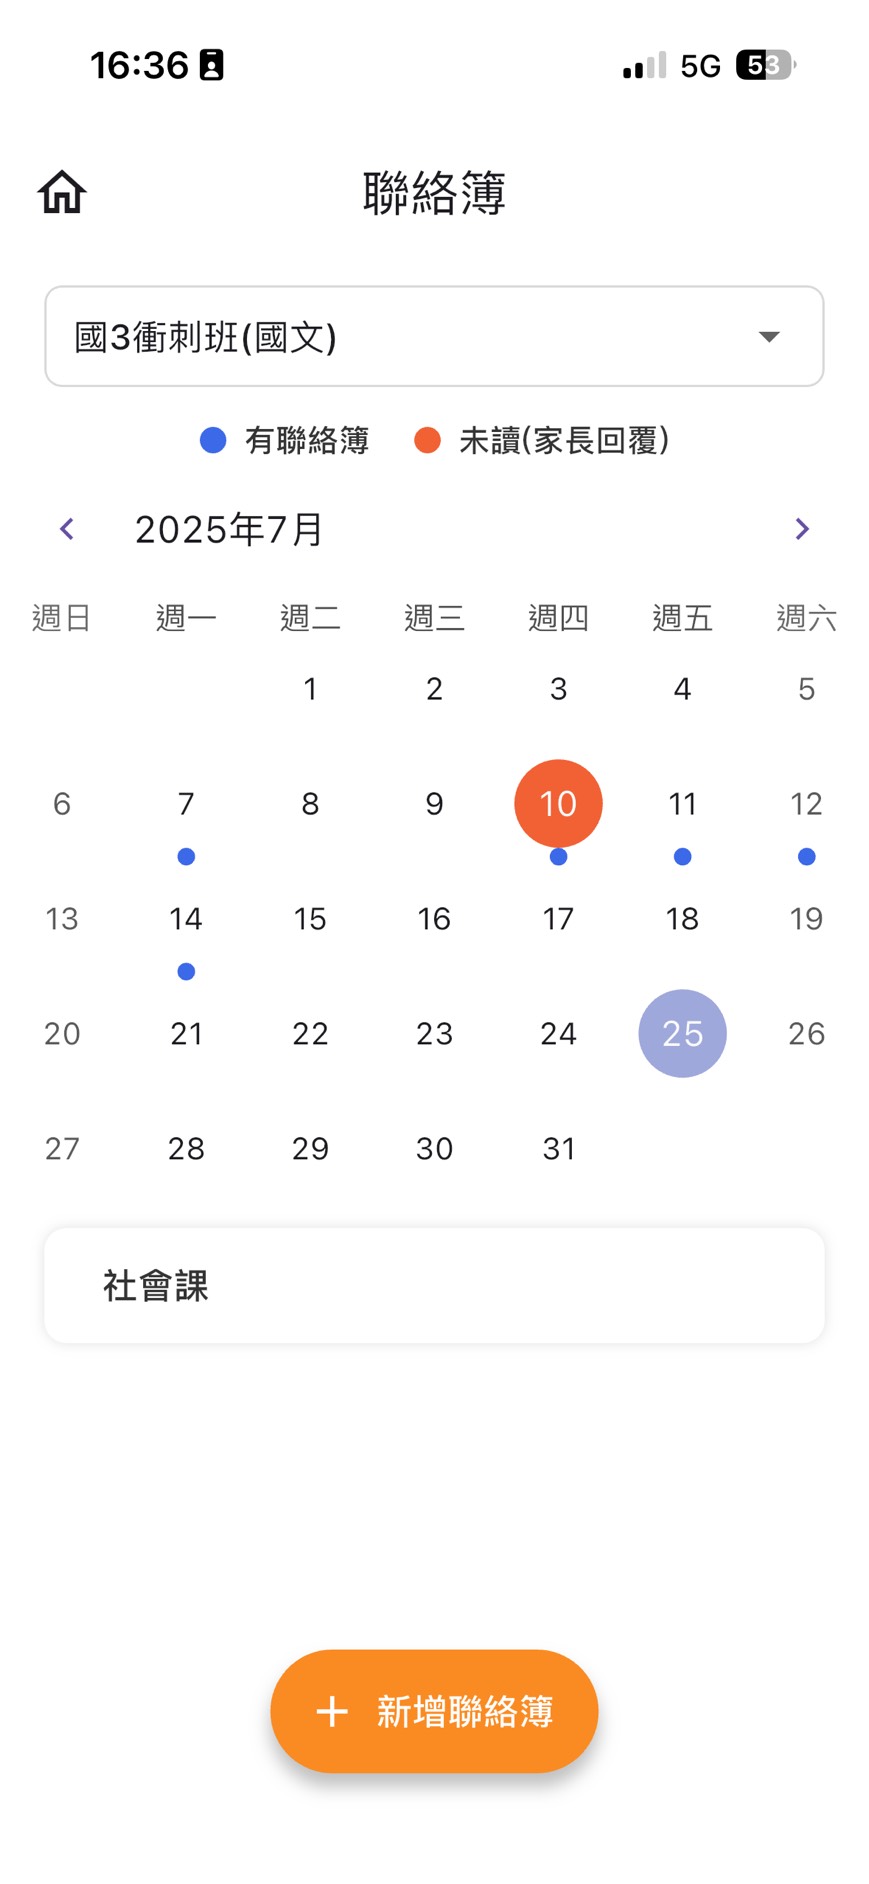 16:36 5G 53
聯絡簿
國3衝刺班(國文)
有聯絡簿 未讀(家長回覆)
2025年7月
週日 週一 週二 週三 週四 週五 週六
1 2 3 4 5
6 7 8 9 10 11 12
13 14 15 16 17 18 19
20 21 22 23 24 25 26
27 28 29 30 31
社會課
+ 新增聯絡簿